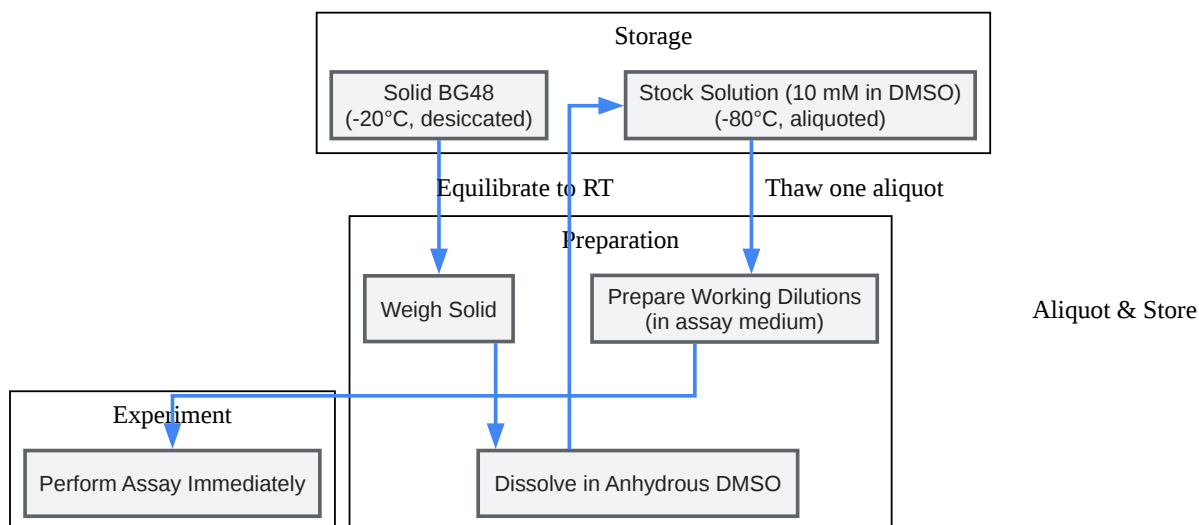 Storage
Solid BG48
(-20°C, desiccated)
Stock Solution (10 mM in DMSO)
(-80°C, aliquoted)
Equilibrate to RT
Thaw one aliquot
Preparation
Weigh Solid
Prepare Working Dilutions
(in assay medium)
Aliquot & Store
Experiment
Perform Assay Immediately
Dissolve in Anhydrous DMSO